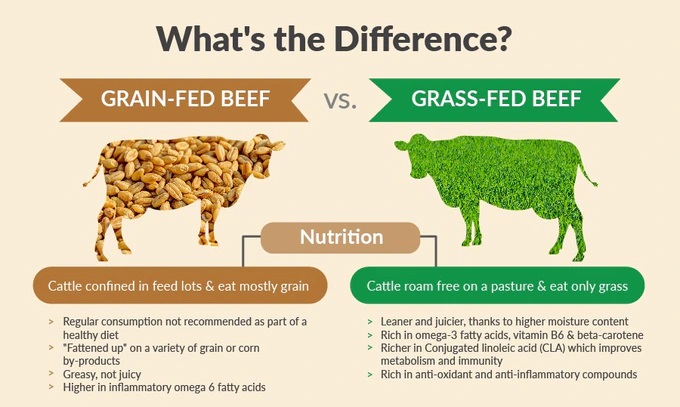 What's the Difference?
GRAIN-FED BEEF
vs.
GRASS-FED BEEF
Nutrition
Cattle confined in feed lots & eat mostly grain
> Regular consumption not recommended as part of a
healthy diet
> "Fattened up" on a variety of grain or corn
by-products
> Greasy, not juicy
> Higher in inflammatory omega 6 fatty acids
Cattle roam free on a pasture & eat only grass
> Leaner and juicier, thanks to higher moisture content
> Rich in omega-3 fatty acids, vitamin B6 & beta-carotene
> Richer in Conjugated linoleic acid (CLA) which improves
metabolism and immunity
> Rich in anti-oxidant and anti-inflammatory compounds